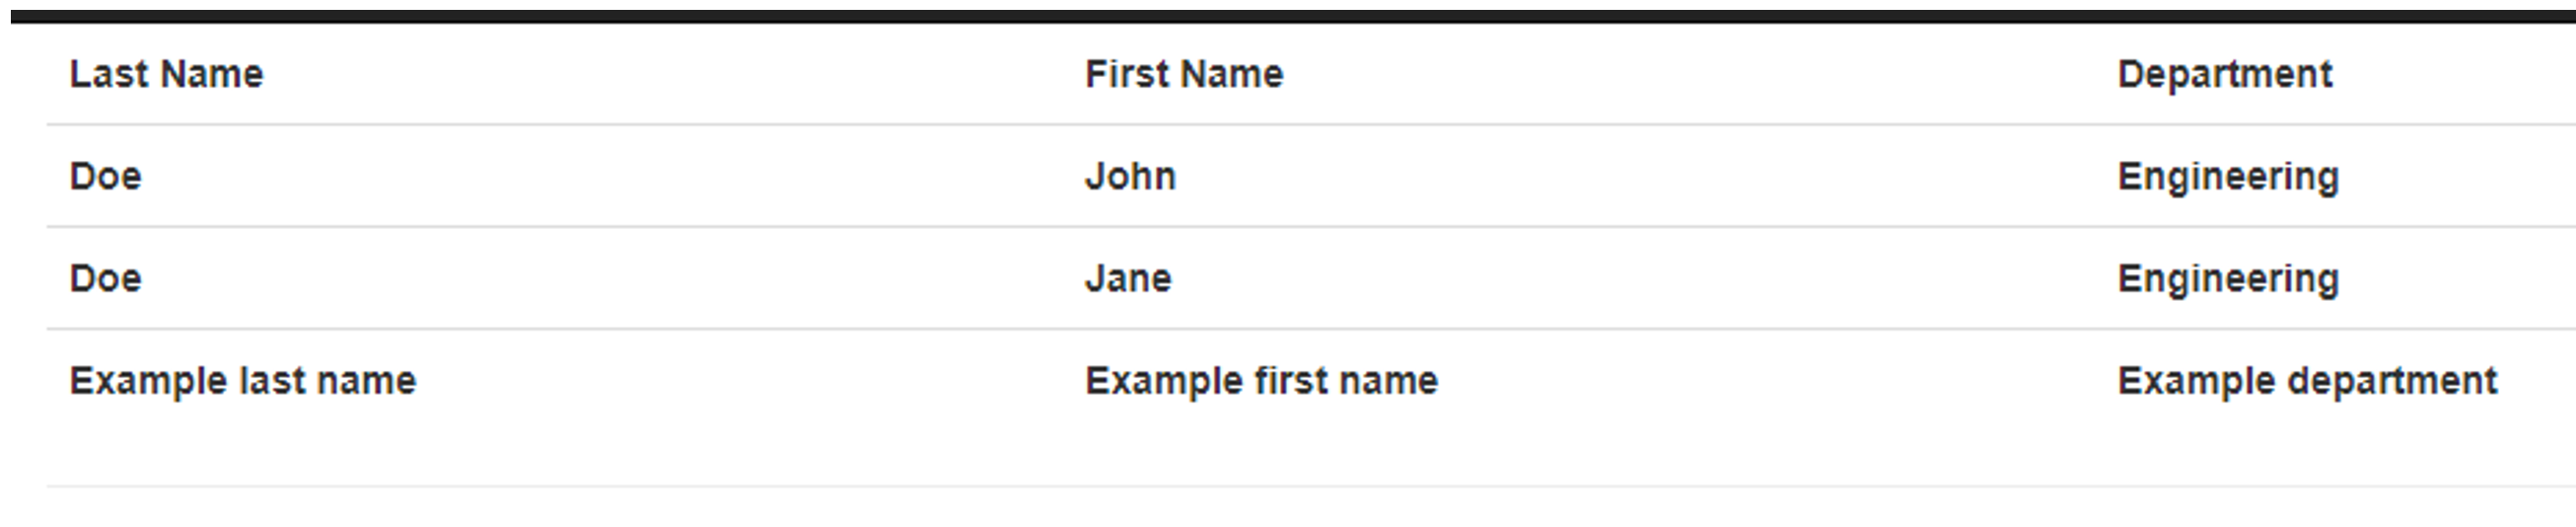 Last Name First Name Department
Doe John Engineering
Doe Jane Engineering
Example last name Example first name Example department